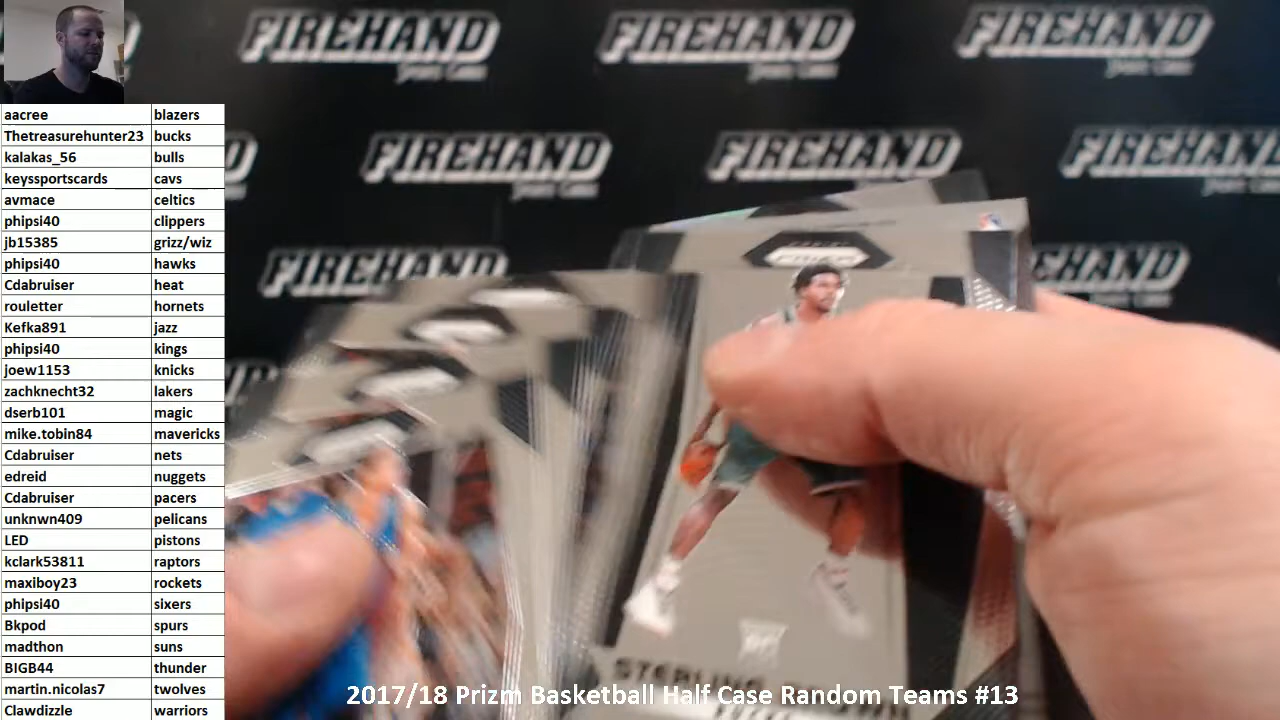 FIREHAND FIREHAND FIREHAND
FIREHAND FIREHAND FIREHAND
FIREHAND
aacree blazers
Thetreasurehunter23 bucks
kalakas_56 bulls
keyssportscards cavs
avmace celtics
phipsi40 clippers
jb15385 grizz/wiz
phipsi40 hawks
Cdabruiser heat
rouletter hornets
Kefka891 jazz
phipsi40 kings
joew1153 knicks
zachknecht32 lakers
dserb101 magic
mike.tobin84 mavericks
Cdabruiser nets
edreid nuggets
Cdabruiser pacers
unknwn409 pelicans
LED pistons
kclark53811 raptors
maxiboy23 rockets
phipsi40 sixers
Bkpod spurs
madthon suns
BIGB44 thunder
martin.nicolas7 twolves
Clawdizzle warriors
STERLING
2017/18 Prizm Basketball Half Case Random Teams #13